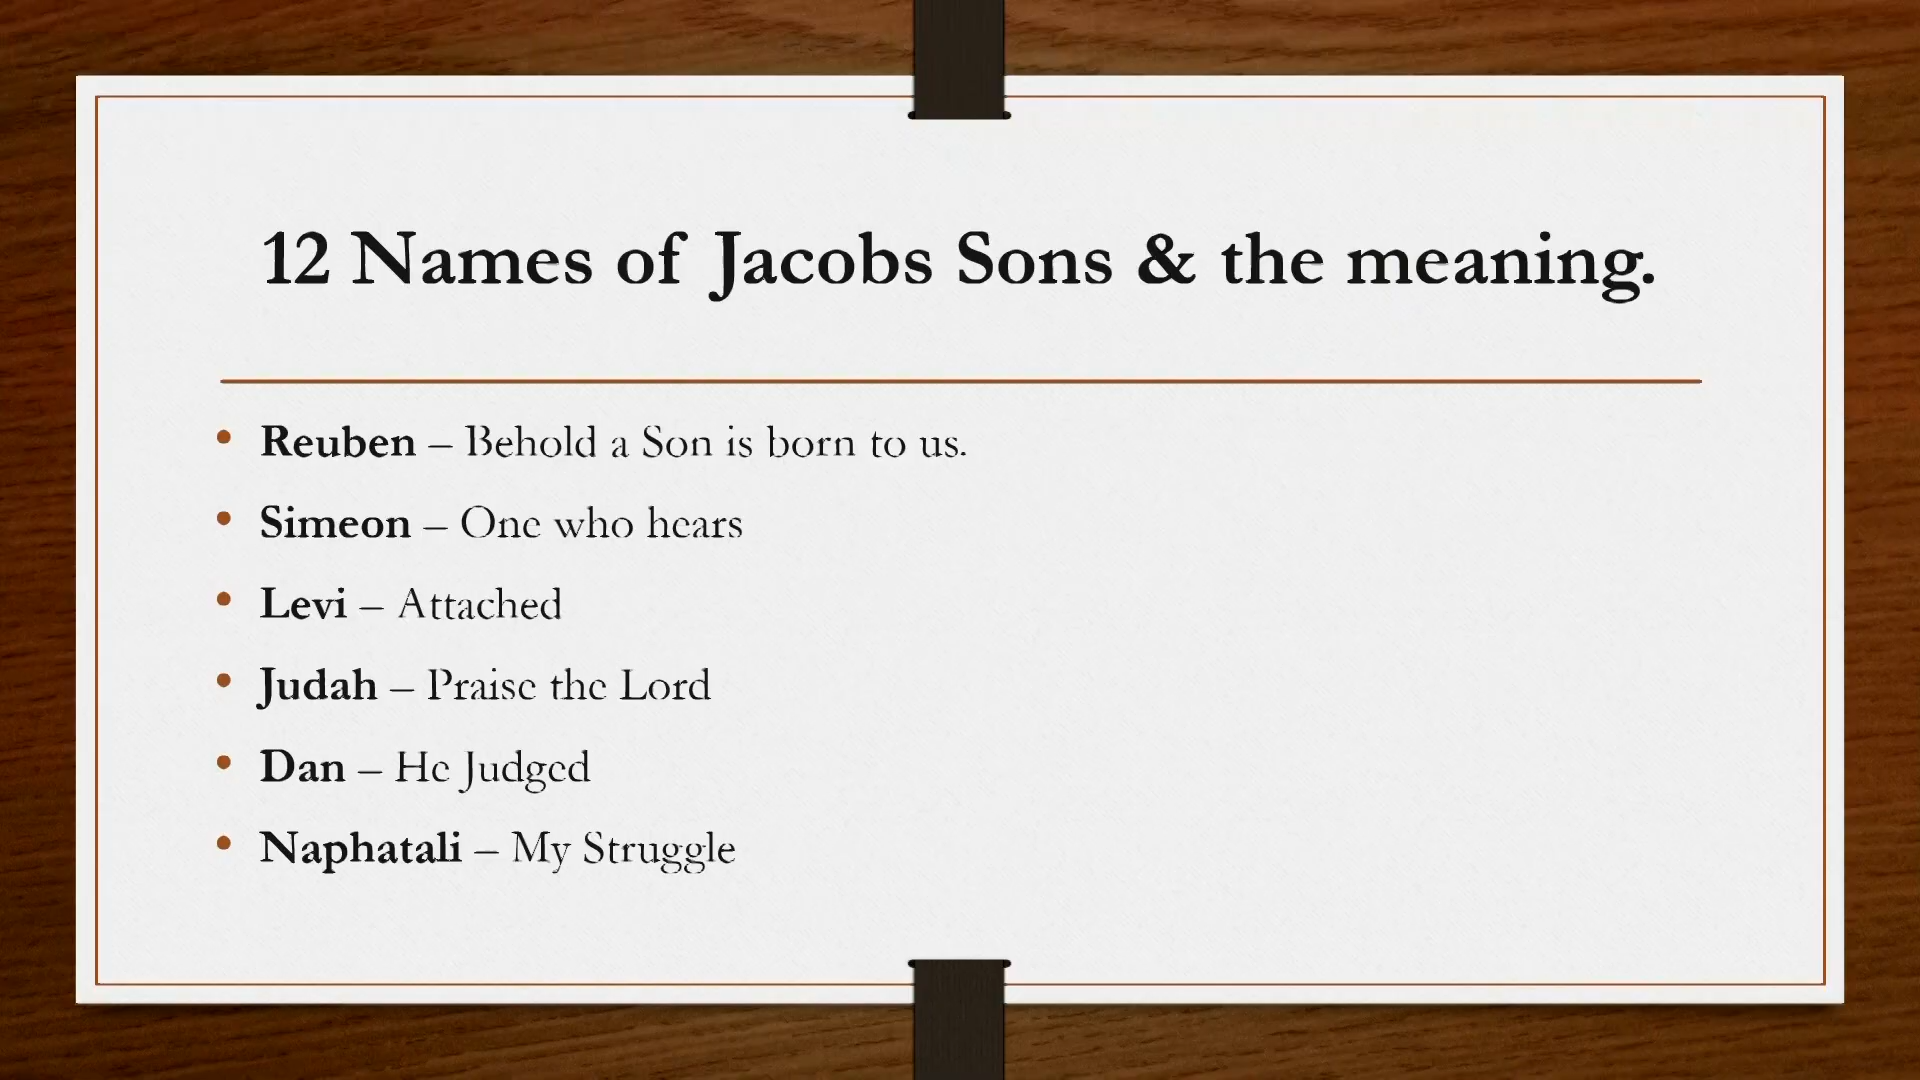 12 Names of Jacobs Sons & the meaning.
• Reuben – Behold a Son is born to us.
• Simeon – One who hears
• Levi – Attached
• Judah – Praise the Lord
• Dan – He Judged
• Naphatali – My Struggle